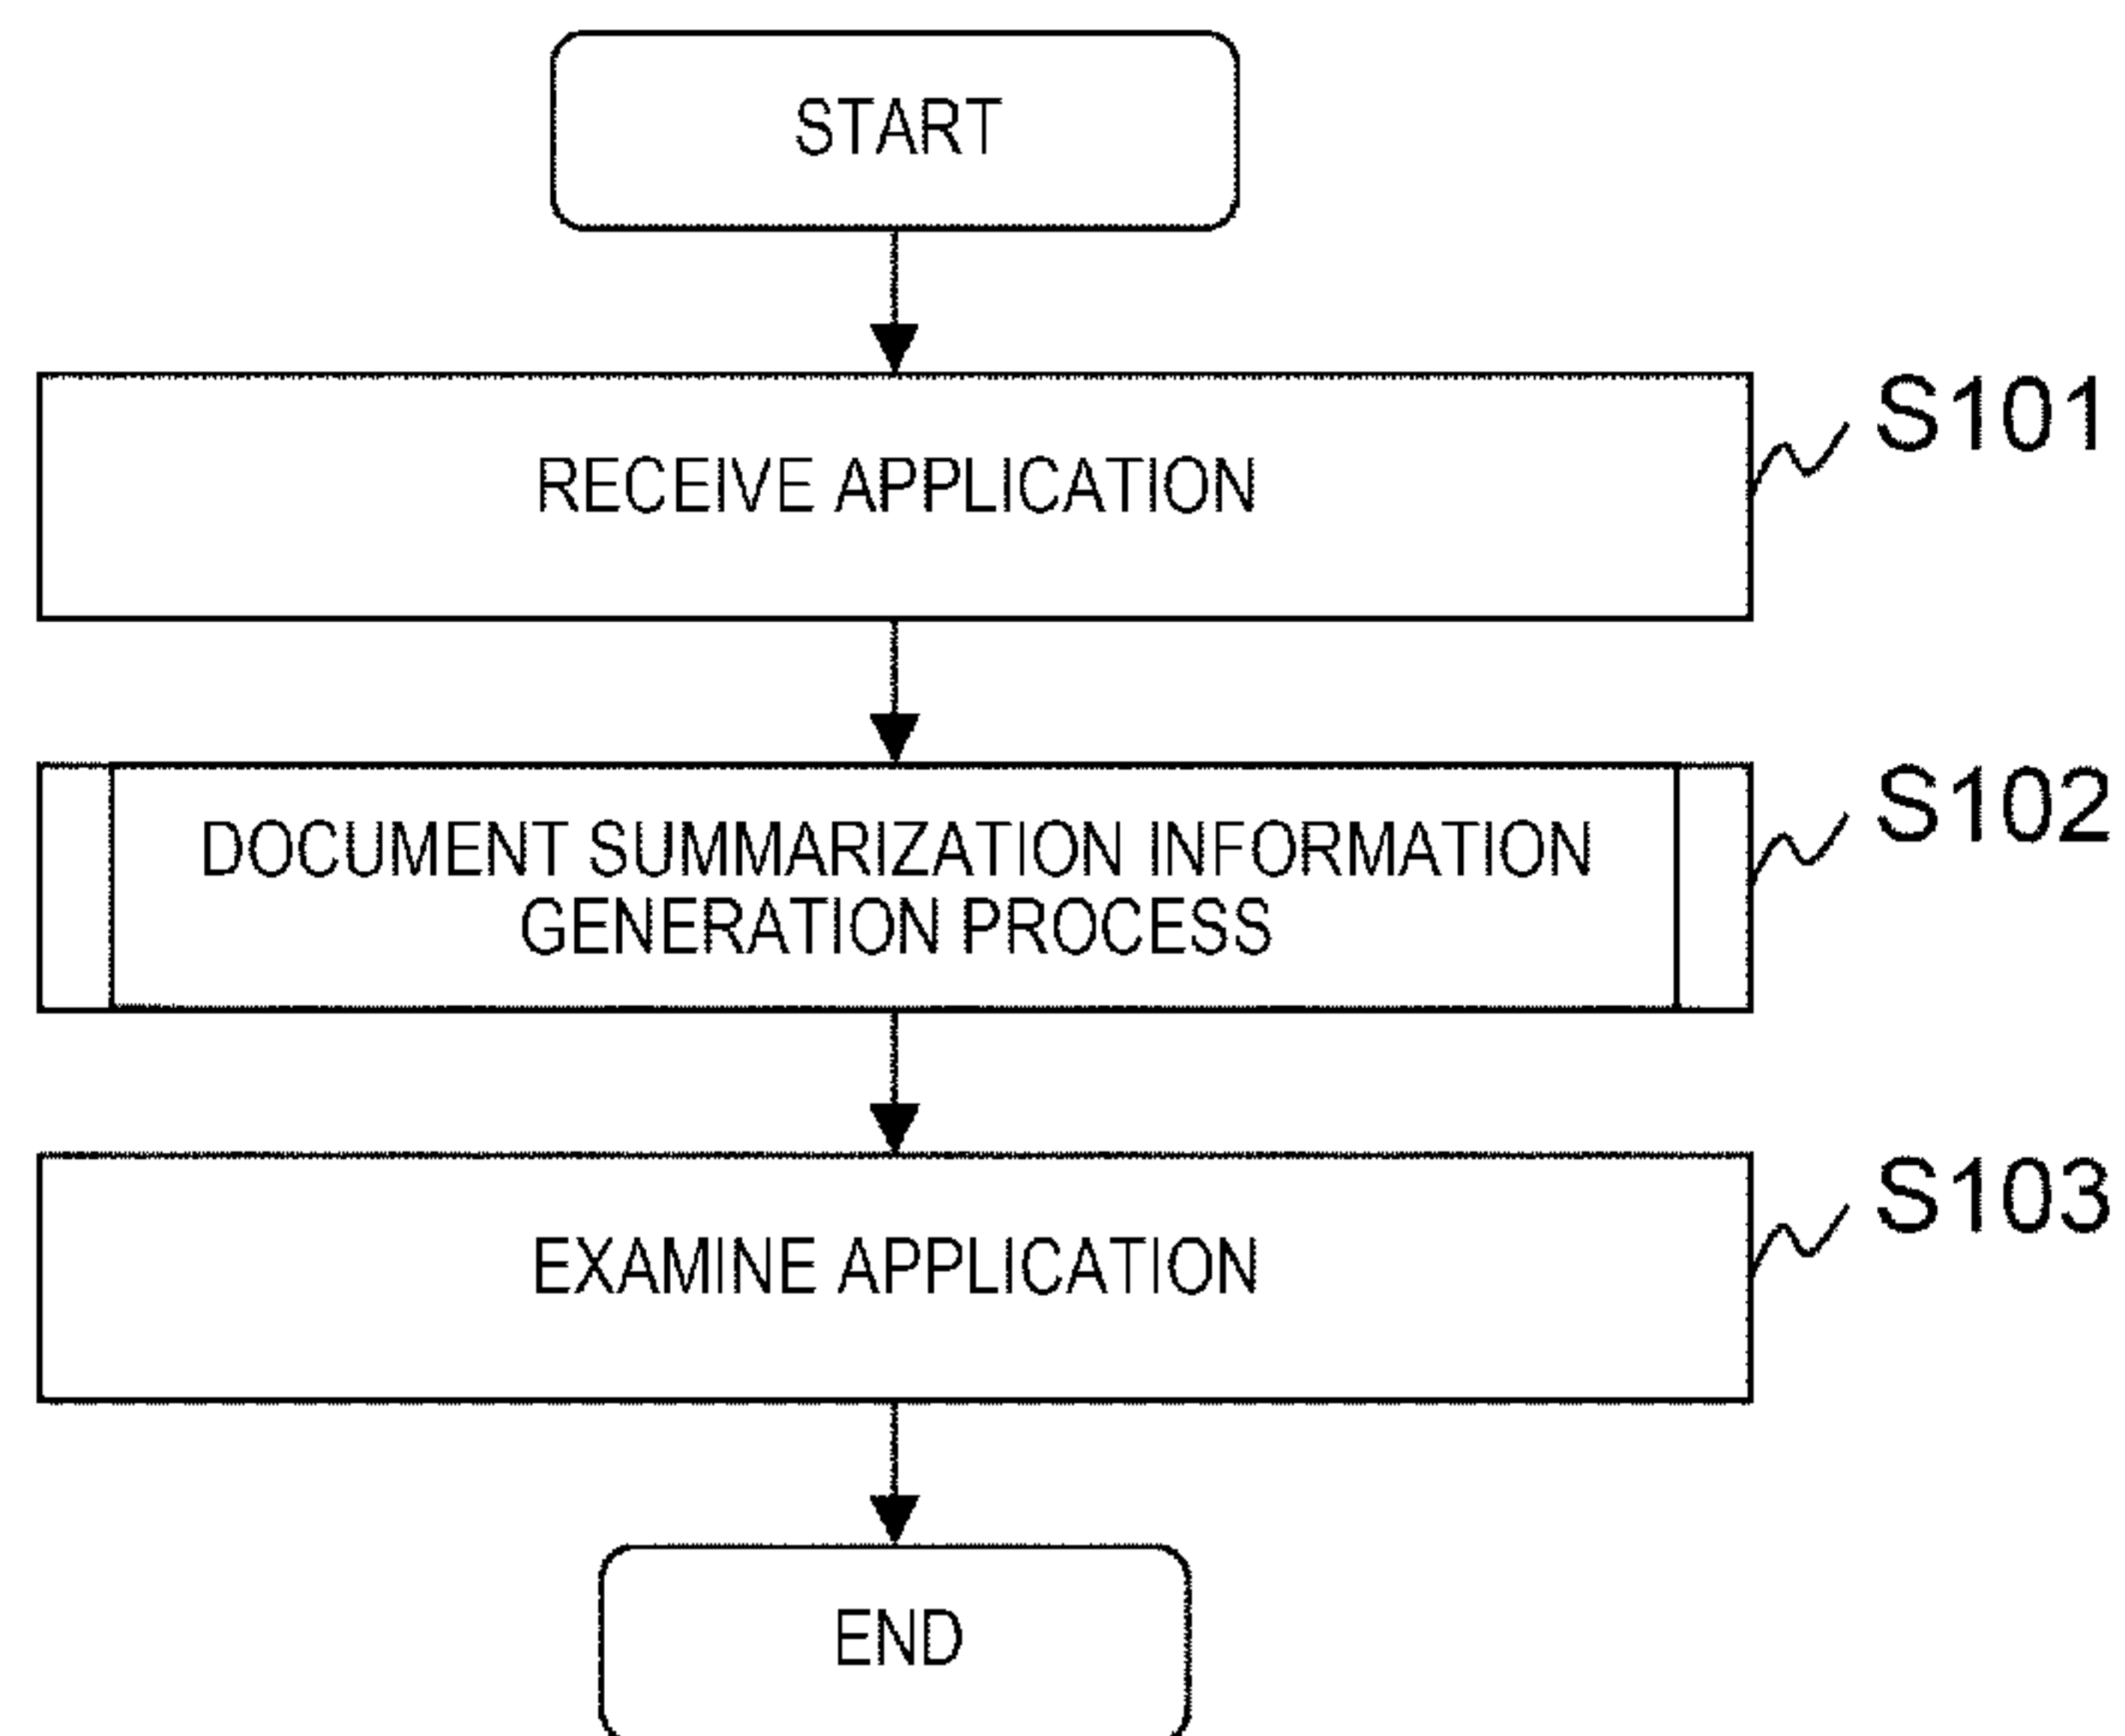 START
RECEIVE APPLICATION
S101
DOCUMENT SUMMARIZATION INFORMATION
GENERATION PROCESS
S102
EXAMINE APPLICATION
S103
END